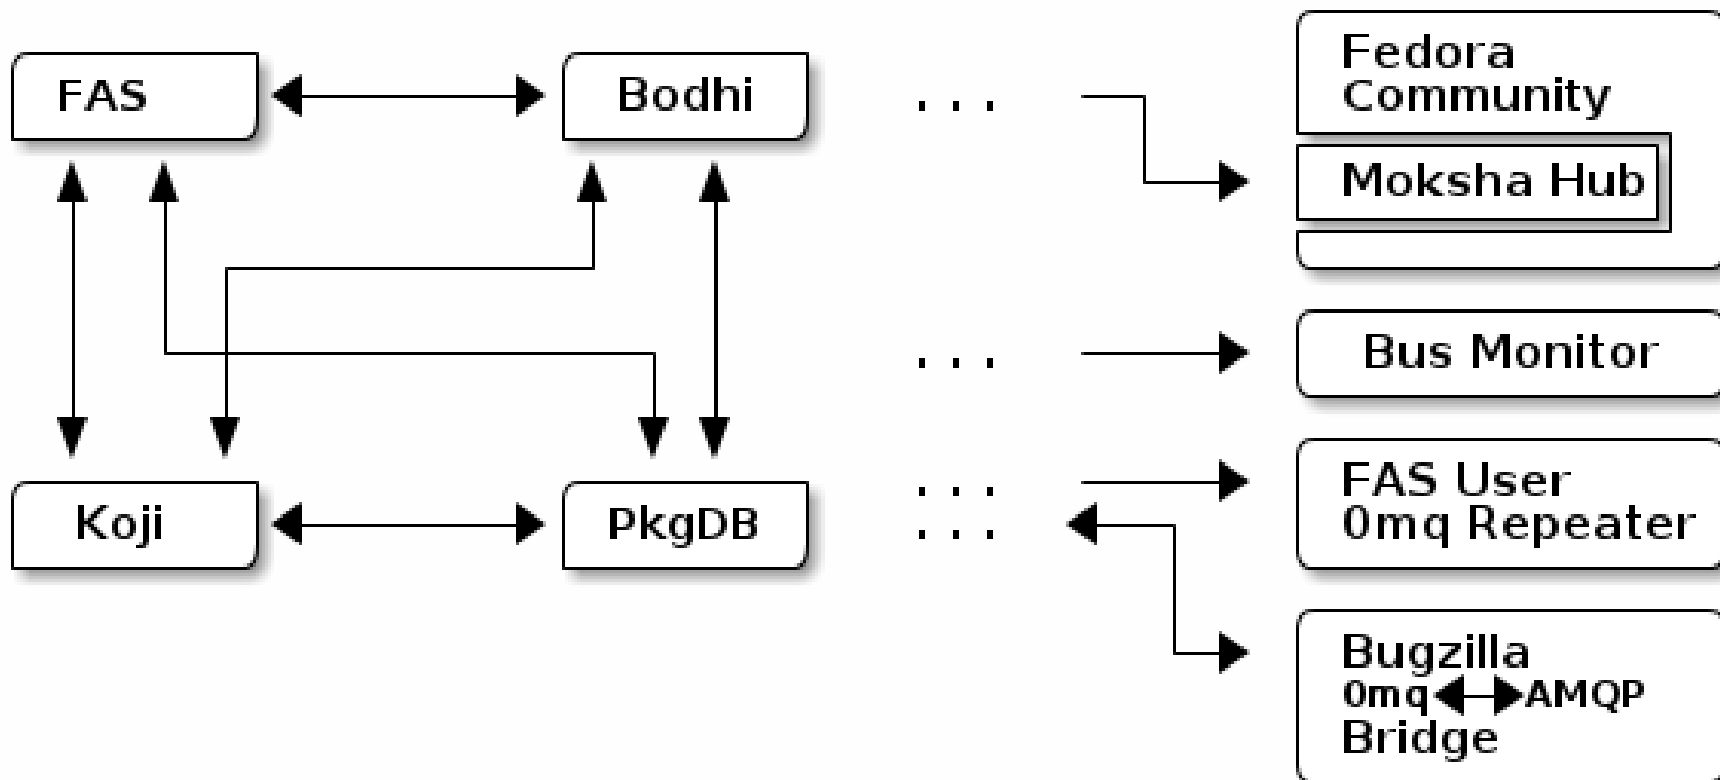 FAS
Bodhi
. . .
Fedora
Community
Moksha Hub
. . .
Bus Monitor
Koji
PkgDB
. . .
. . .
FAS User
0mq Repeater
Bugzilla
0mq AMQP
Bridge